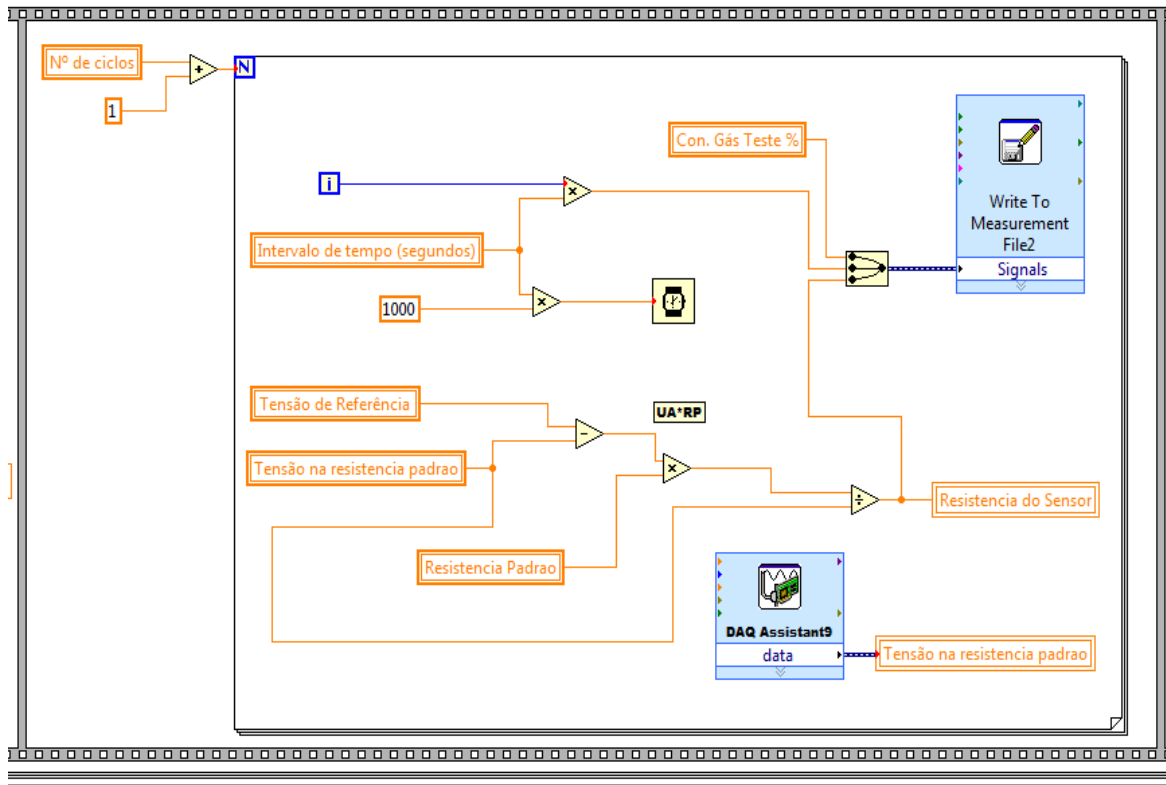 Nº de ciclos
+
N
1
Con. Gás Teste %
i
x
Write To
Measurement
File2
Intervalo de tempo (segundos)
Signals
1000
x
Tensão de Referência
UA*RP
-
Tensão na resistencia padrao
x
÷
Resistencia do Sensor
Resistencia Padrao
DAQ Assistant9
data
Tensão na resistencia padrao